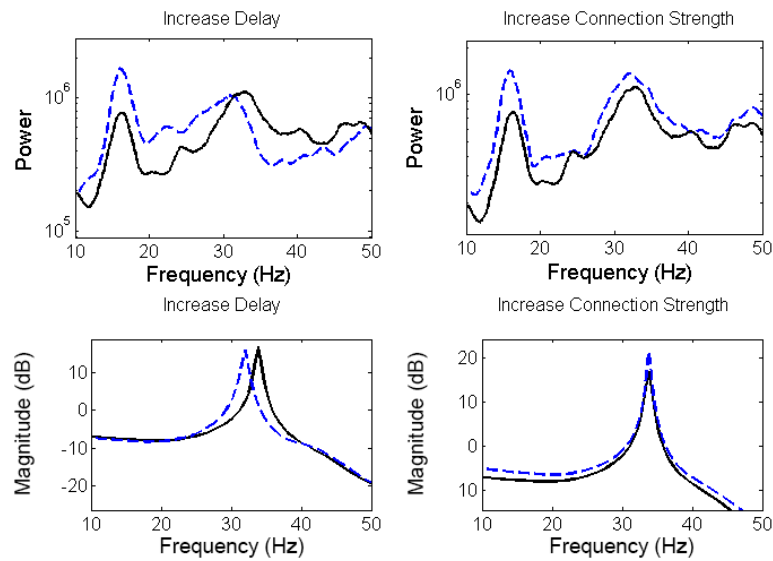 Increase Delay
Increase Connection Strength
Power
10^6
10^5
10 20 30 40 50
Frequency (Hz)
Power
10^6
10 20 30 40 50
Frequency (Hz)
Increase Delay
Increase Connection Strength
Magnitude (dB)
10
0
-10
-20
10 20 30 40 50
Frequency (Hz)
Magnitude (dB)
20
10
0
10
10 20 30 40 50
Frequency (Hz)